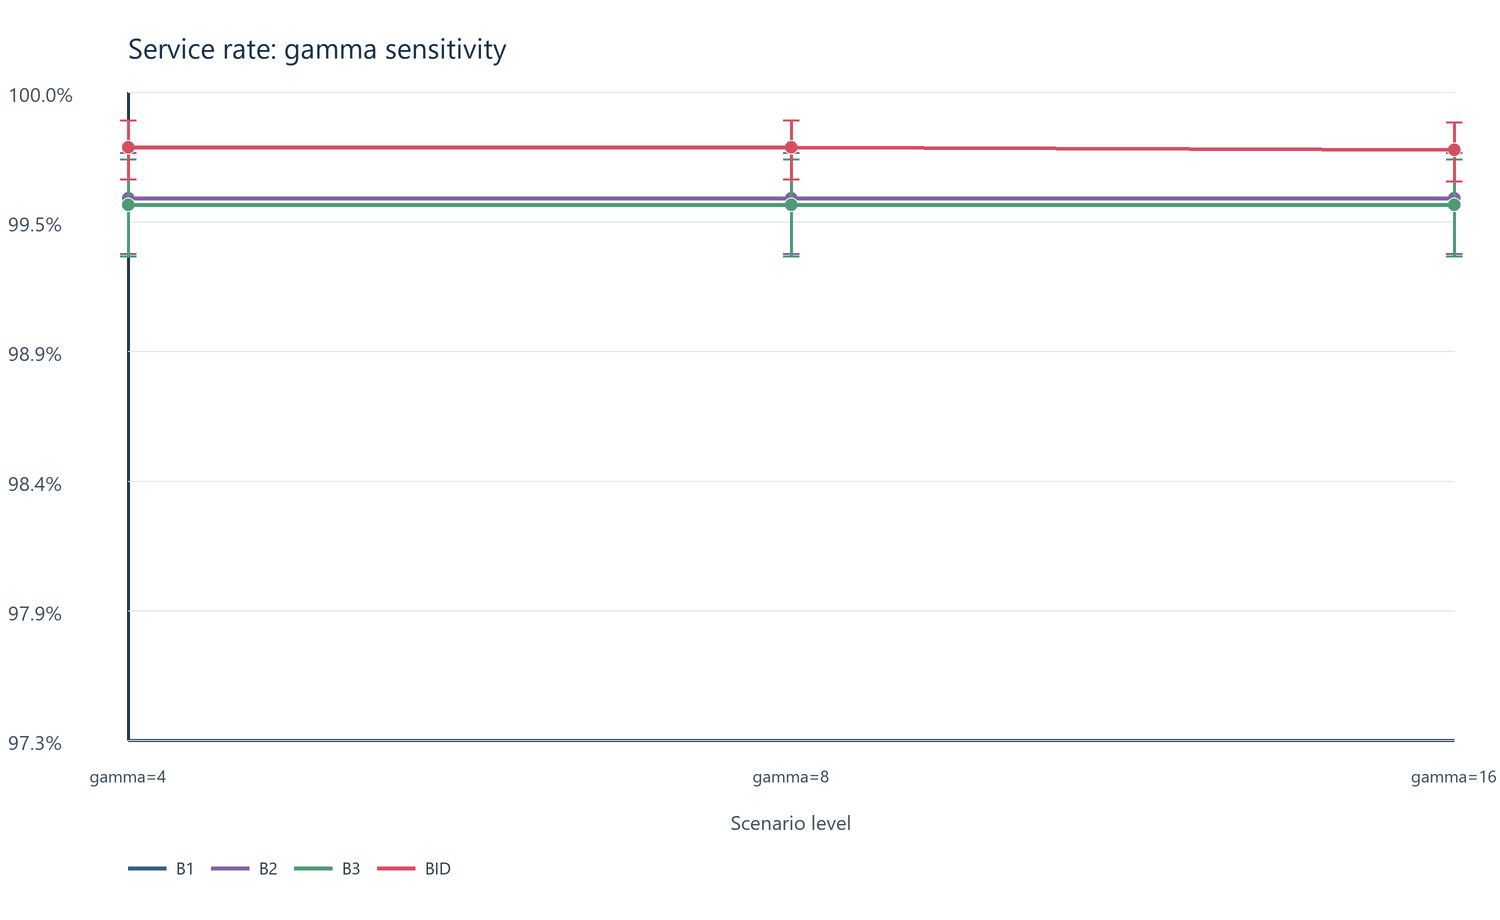 Service rate: gamma sensitivity
100.0%
99.5%
98.9%
98.4%
97.9%
97.3%
gamma=4 gamma=8 gamma=16
Scenario level
B1 B2 B3 BID